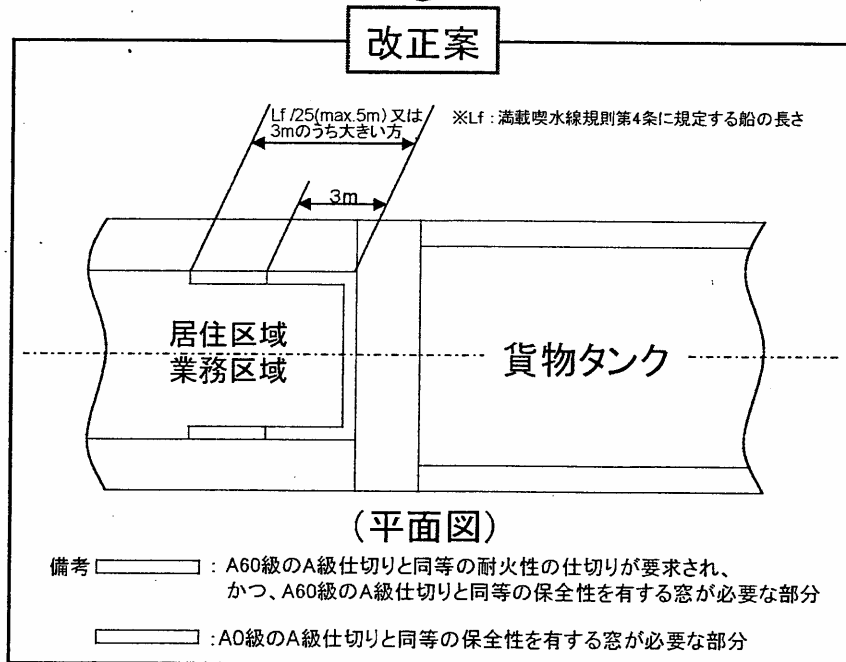 改正案
Lf /25(max.5m) 又は
3mのうち大きい方
※Lf : 満載喫水線規則第4条に規定する船の長さ
3m
居住区域
業務区域
貨物タンク
(平面図)
備考 : A60級のA級仕切りと同等の耐火性の仕切りが要求され、
かつ、A60級のA級仕切りと同等の保全性を有する窓が必要な部分
: A0級のA級仕切りと同等の保全性を有する窓が必要な部分